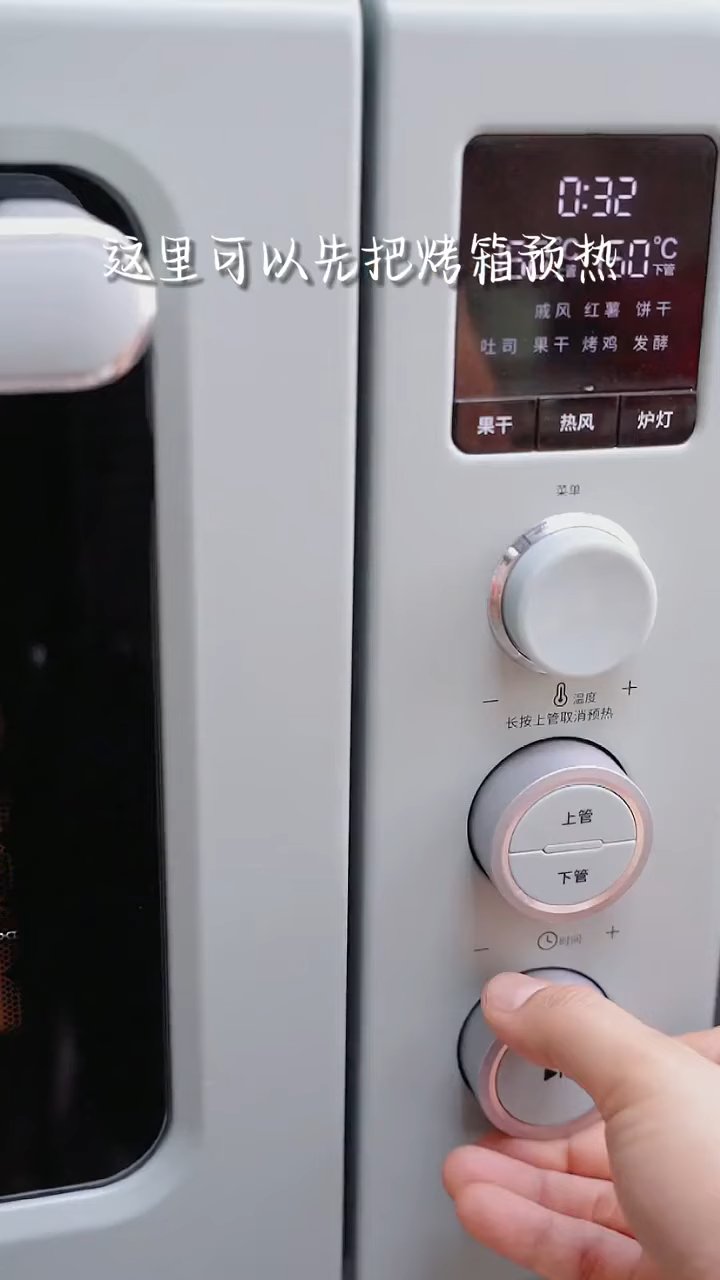 0:32
这里可以先把烤箱预热
°C
下管
戚风 红薯 饼干
吐司 果干 烤鸡 发酵
果干 热风 炉灯
菜单
− 温度 +
长按上管取消预热
上管
下管
− 时间 +